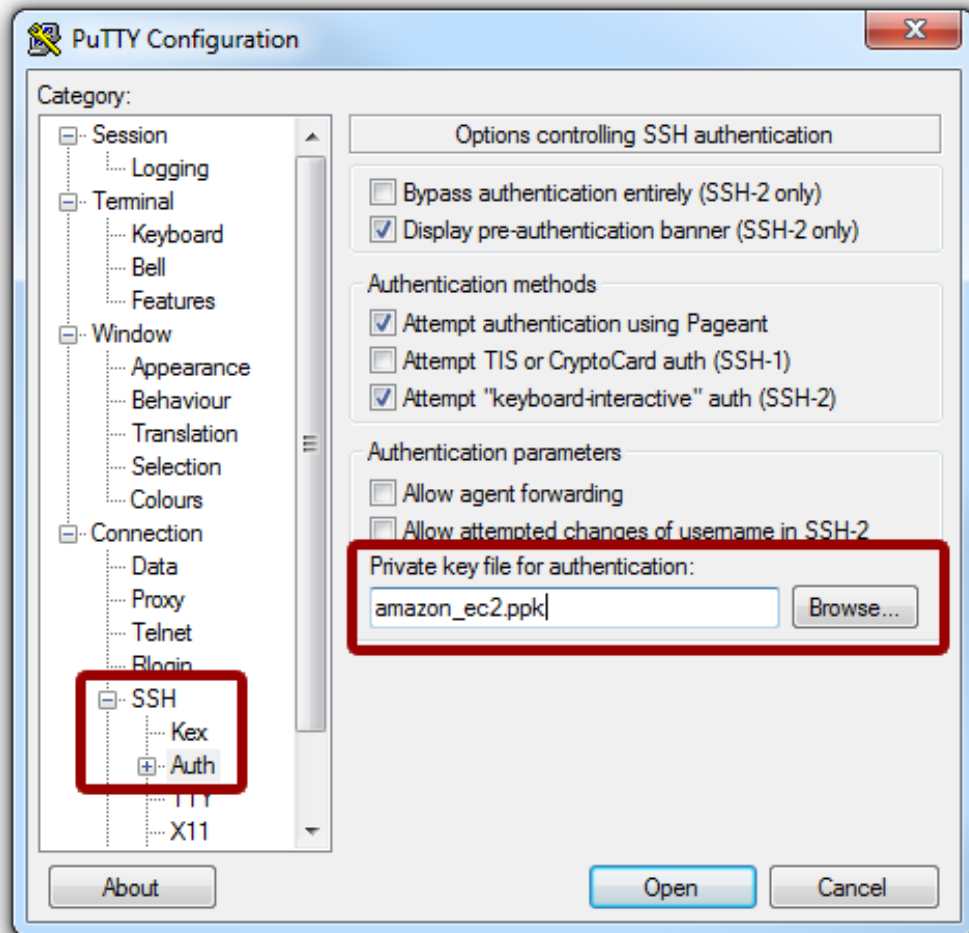 PuTTY Configuration
Category:
Session
Logging
Terminal
Keyboard
Bell
Features
Window
Appearance
Behaviour
Translation
Selection
Colours
Connection
Data
Proxy
Telnet
Rlogin
SSH
Kex
Auth
TTY
X11
Options controlling SSH authentication
Bypass authentication entirely (SSH-2 only)
Display pre-authentication banner (SSH-2 only)
Authentication methods
Attempt authentication using Pageant
Attempt TIS or CryptoCard auth (SSH-1)
Attempt "keyboard-interactive" auth (SSH-2)
Authentication parameters
Allow agent forwarding
Allow attempted changes of username in SSH-2
Private key file for authentication:
amazon_ec2.ppk
Browse...
About
Open
Cancel